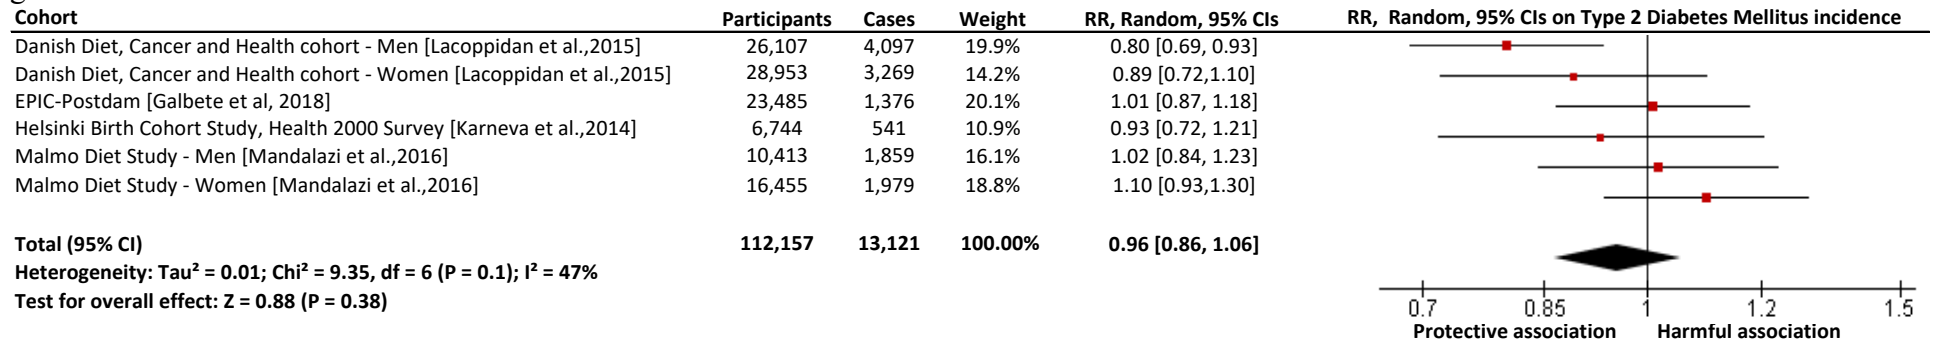 Cohort Participants Cases Weight RR, Random, 95% CIs RR, Random, 95% CIs on Type 2 Diabetes Mellitus incidence
Danish Diet, Cancer and Health cohort - Men [Lacoppidan et al.,2015] 26,107 4,097 19.9% 0.80 [0.69, 0.93]
Danish Diet, Cancer and Health cohort - Women [Lacoppidan et al.,2015] 28,953 3,269 14.2% 0.89 [0.72,1.10]
EPIC-Postdam [Galbete et al, 2018] 23,485 1,376 20.1% 1.01 [0.87, 1.18]
Helsinki Birth Cohort Study, Health 2000 Survey [Karneva et al.,2014] 6,744 541 10.9% 0.93 [0.72, 1.21]
Malmo Diet Study - Men [Mandalazi et al.,2016] 10,413 1,859 16.1% 1.02 [0.84, 1.23]
Malmo Diet Study - Women [Mandalazi et al.,2016] 16,455 1,979 18.8% 1.10 [0.93,1.30]
Total (95% CI) 112,157 13,121 100.00% 0.96 [0.86, 1.06]
Heterogeneity: Tau² = 0.01; Chi² = 9.35, df = 6 (P = 0.1); I² = 47%
Test for overall effect: Z = 0.88 (P = 0.38)
0.7 0.85 1 1.2 1.5
Protective association Harmful association